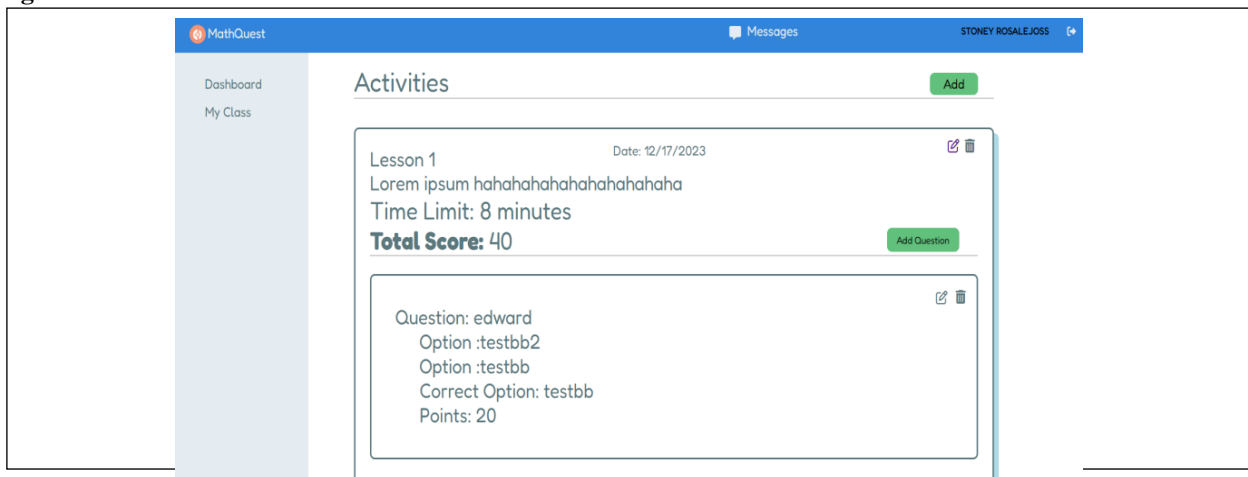 MathQuest
Messages
STONEY ROSALEJOSS
Dashboard
My Class
Activities
Add
Date: 12/17/2023
Lesson 1
Lorem ipsum hahahahahahahahahaha
Time Limit: 8 minutes
Total Score: 40
Add Question
Question: edward
Option :testbb2
Option :testbb
Correct Option: testbb
Points: 20